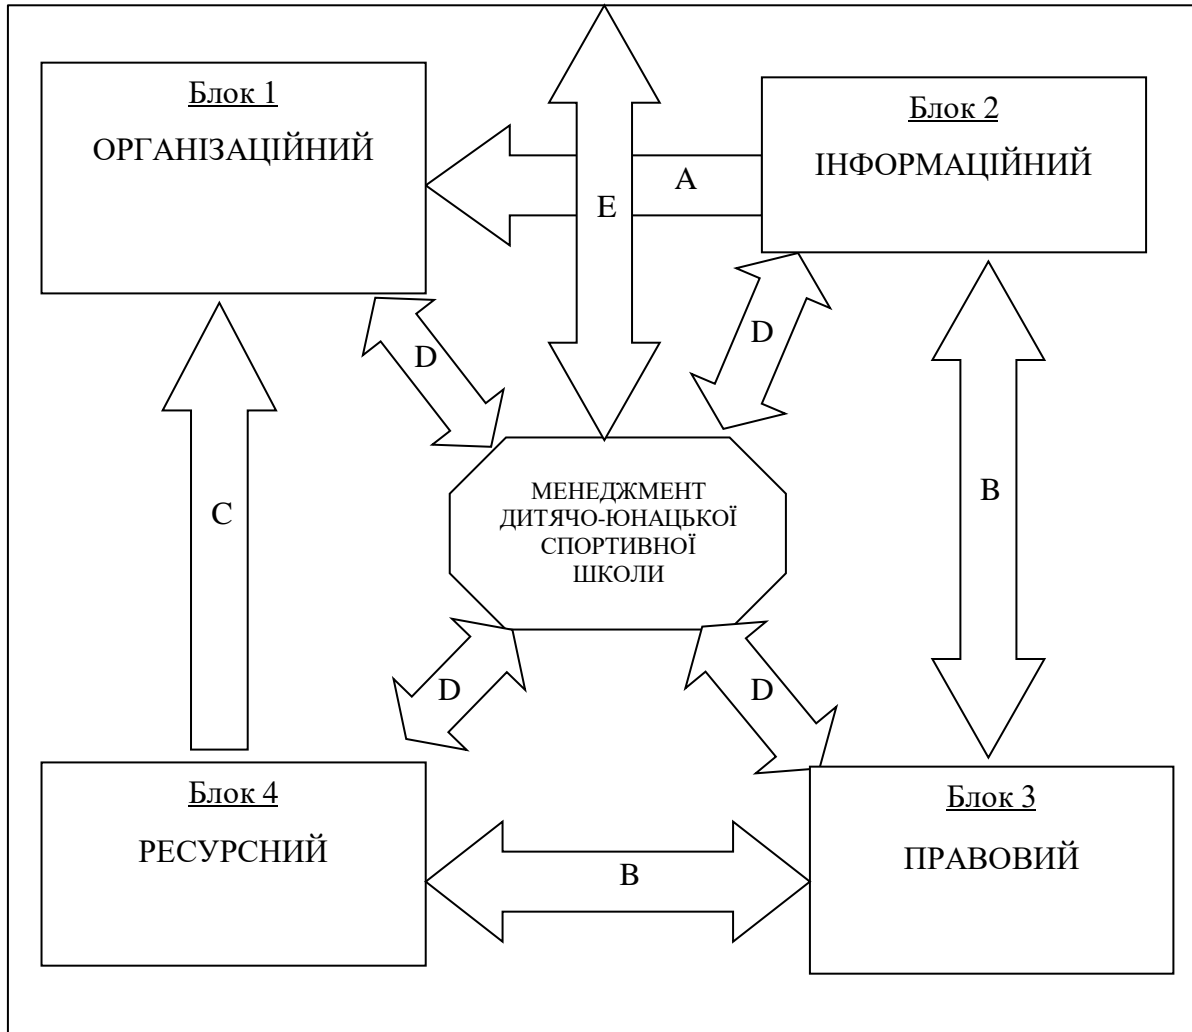 Блок 1
ОРГАНІЗАЦІЙНИЙ
Блок 2
ІНФОРМАЦІЙНИЙ
А
Е
D
D
МЕНЕДЖМЕНТ
ДИТЯЧО-ЮНАЦЬКОЇ
СПОРТИВНОЇ
ШКОЛИ
С
В
D
D
Блок 4
РЕСУРСНИЙ
В
Блок 3
ПРАВОВИЙ